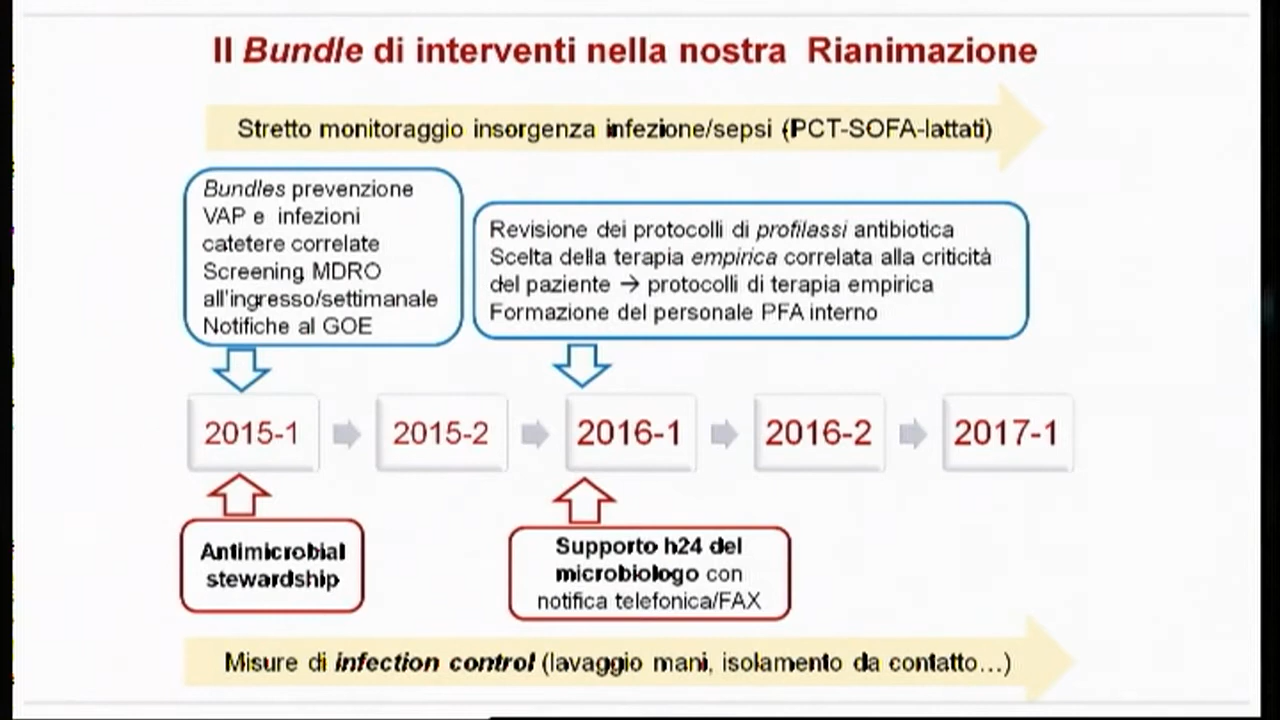 Il Bundle di interventi nella nostra Rianimazione
Stretto monitoraggio insorgenza infezione/sepsi (PCT-SOFA-lattati)
Bundles prevenzione
VAP e infezioni
catetere correlate
Screening MDRO
all'ingresso/settimanale
Notifiche al GOE
Revisione dei protocolli di profilassi antibiotica
Scelta della terapia empirica correlata alla criticità
del paziente → protocolli di terapia empirica
Formazione del personale PFA interno
2015-1
2015-2
2016-1
2016-2
2017-1
Antimicrobial
stewardship
Supporto h24 del
microbiologo con
notifica telefonica/FAX
Misure di infection control (lavaggio mani, isolamento da contatto…)